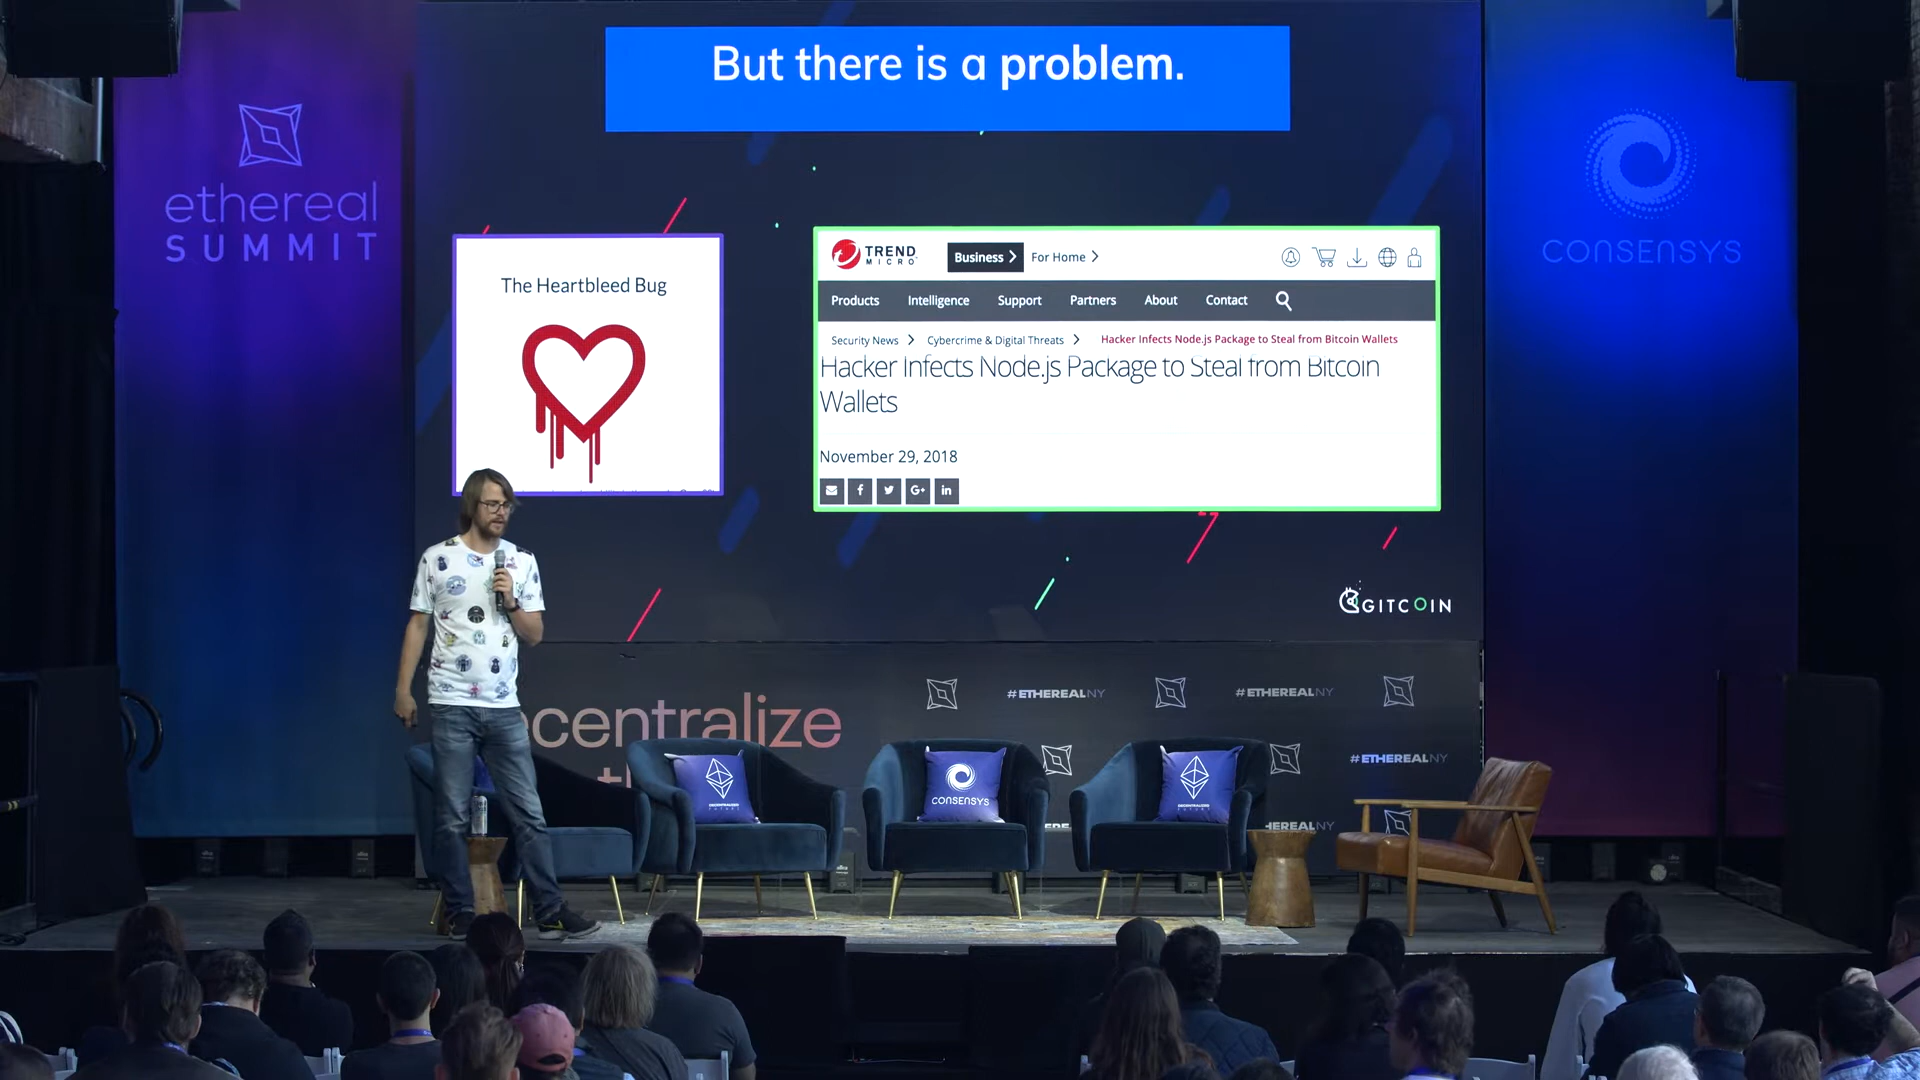 But there is a problem.
ethereal
SUMMIT
CONSENSYS
The Heartbleed Bug
TREND
MICRO
Business
For Home
Products
Intelligence
Support
Partners
About
Contact
Security News
Cybercrime & Digital Threats
Hacker Infects Node.js Package to Steal from Bitcoin Wallets
Hacker Infects Node.js Package to Steal from Bitcoin
Wallets
November 29, 2018
f
G+
in
GITCOIN
#ETHEREALNY
#ETHEREALNY
centralize
#ETHEREALNY
CONSENSYS
HEREALNY